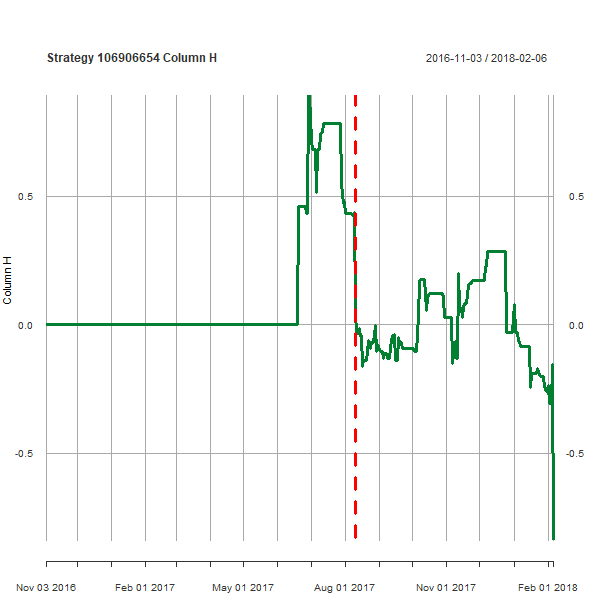 Strategy 106906654 Column H
2016-11-03 / 2018-02-06
Column H
0.5
0.5
0.0
0.0
-0.5
-0.5
Nov 03 2016
Feb 01 2017
May 01 2017
Aug 01 2017
Nov 01 2017
Feb 01 2018